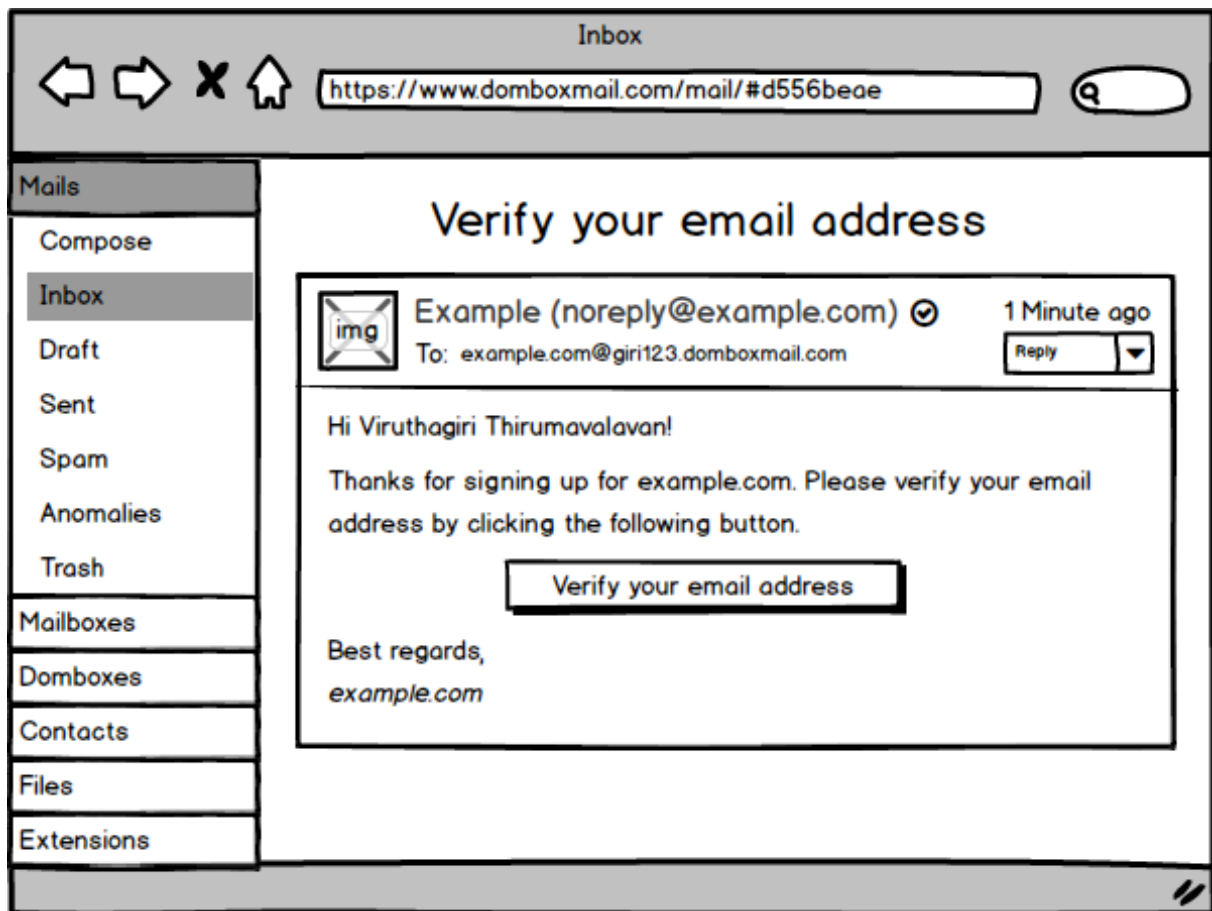 Inbox
https://www.domboxmail.com/mail/#d556beae
Mails
Compose
Inbox
Draft
Sent
Spam
Anomalies
Trash
Mailboxes
Domboxes
Contacts
Files
Extensions
Verify your email address
img
Example (noreply@example.com)
1 Minute ago
To: example.com@giri123.domboxmail.com
Reply
Hi Viruthagiri Thirumavalavan!
Thanks for signing up for example.com. Please verify your email
address by clicking the following button.
Verify your email address
Best regards,
example.com